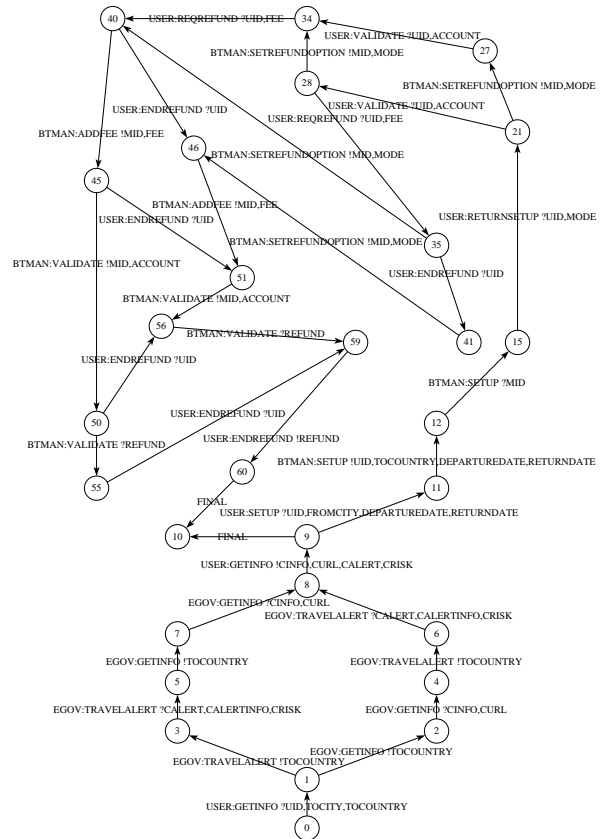 40
USER:REQREFUND ?UID,FEE
34
USER:VALIDATE ?UID,ACCOUNT
27
BTMAN:SETREFUNDOPTION !MID,MODE
28
BTMAN:SETREFUNDOPTION !MID,MODE
USER:VALIDATE ?UID,ACCOUNT
USER:ENDREFUND ?UID
USER:REQREFUND ?UID,FEE
21
BTMAN:ADDFEE !MID,FEE
46
BTMAN:SETREFUNDOPTION !MID,MODE
45
BTMAN:ADDFEE !MID,FEE
USER:ENDREFUND ?UID
USER:RETURNSETUP ?UID,MODE
BTMAN:SETREFUNDOPTION !MID,MODE
35
BTMAN:VALIDATE !MID,ACCOUNT
51
USER:ENDREFUND ?UID
BTMAN:VALIDATE !MID,ACCOUNT
56
BTMAN:VALIDATE ?REFUND
59
41
15
USER:ENDREFUND ?UID
BTMAN:SETUP ?MID
50
USER:ENDREFUND ?UID
12
BTMAN:VALIDATE ?REFUND
USER:ENDREFUND !REFUND
BTMAN:SETUP !UID,TOCOUNTRY,DEPARTUREDATE,RETURNDATE
60
55
11
FINAL
USER:SETUP ?UID,FROMCITY,DEPARTUREDATE,RETURNDATE
10
FINAL
9
USER:GETINFO !CINFO,CURL,CALERT,CRISK
8
EGOV:GETINFO ?CINFO,CURL
EGOV:TRAVELALERT ?CALERT,CALERTINFO,CRISK
7
6
EGOV:GETINFO !TOCOUNTRY
EGOV:TRAVELALERT !TOCOUNTRY
5
4
EGOV:TRAVELALERT ?CALERT,CALERTINFO,CRISK
EGOV:GETINFO ?CINFO,CURL
3
2
EGOV:GETINFO !TOCOUNTRY
EGOV:TRAVELALERT !TOCOUNTRY
1
USER:GETINFO ?UID,TOCITY,TOCOUNTRY
0